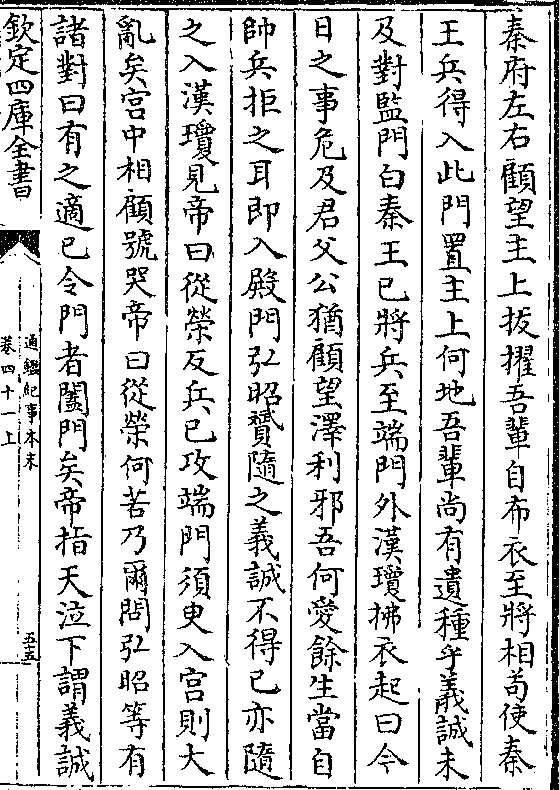 秦府左右顧望主上拔擢吾輩自布衣至將相苟使秦
王兵得入此門置主上何地吾輩尚有遺種乎義誠未
及對監門白秦王已將兵至端門外漢瓊拂衣起曰今
日之事危及君父公猶顧望擇利邪吾何愛餘生當自
帥兵拒之耳即入殿門弘昭贇隨之義誠不得已亦隨
之入漢瓊見帝曰從榮反兵已攻端門須臾入宮則大
亂矣宮中相顧號哭帝曰從榮何苦乃爾問弘昭等有
諸對曰有之適已令門者闔門矣帝指天泣下謂義誠
欽定四庫全書
通鑑紀事本末
卷四十一上
五五